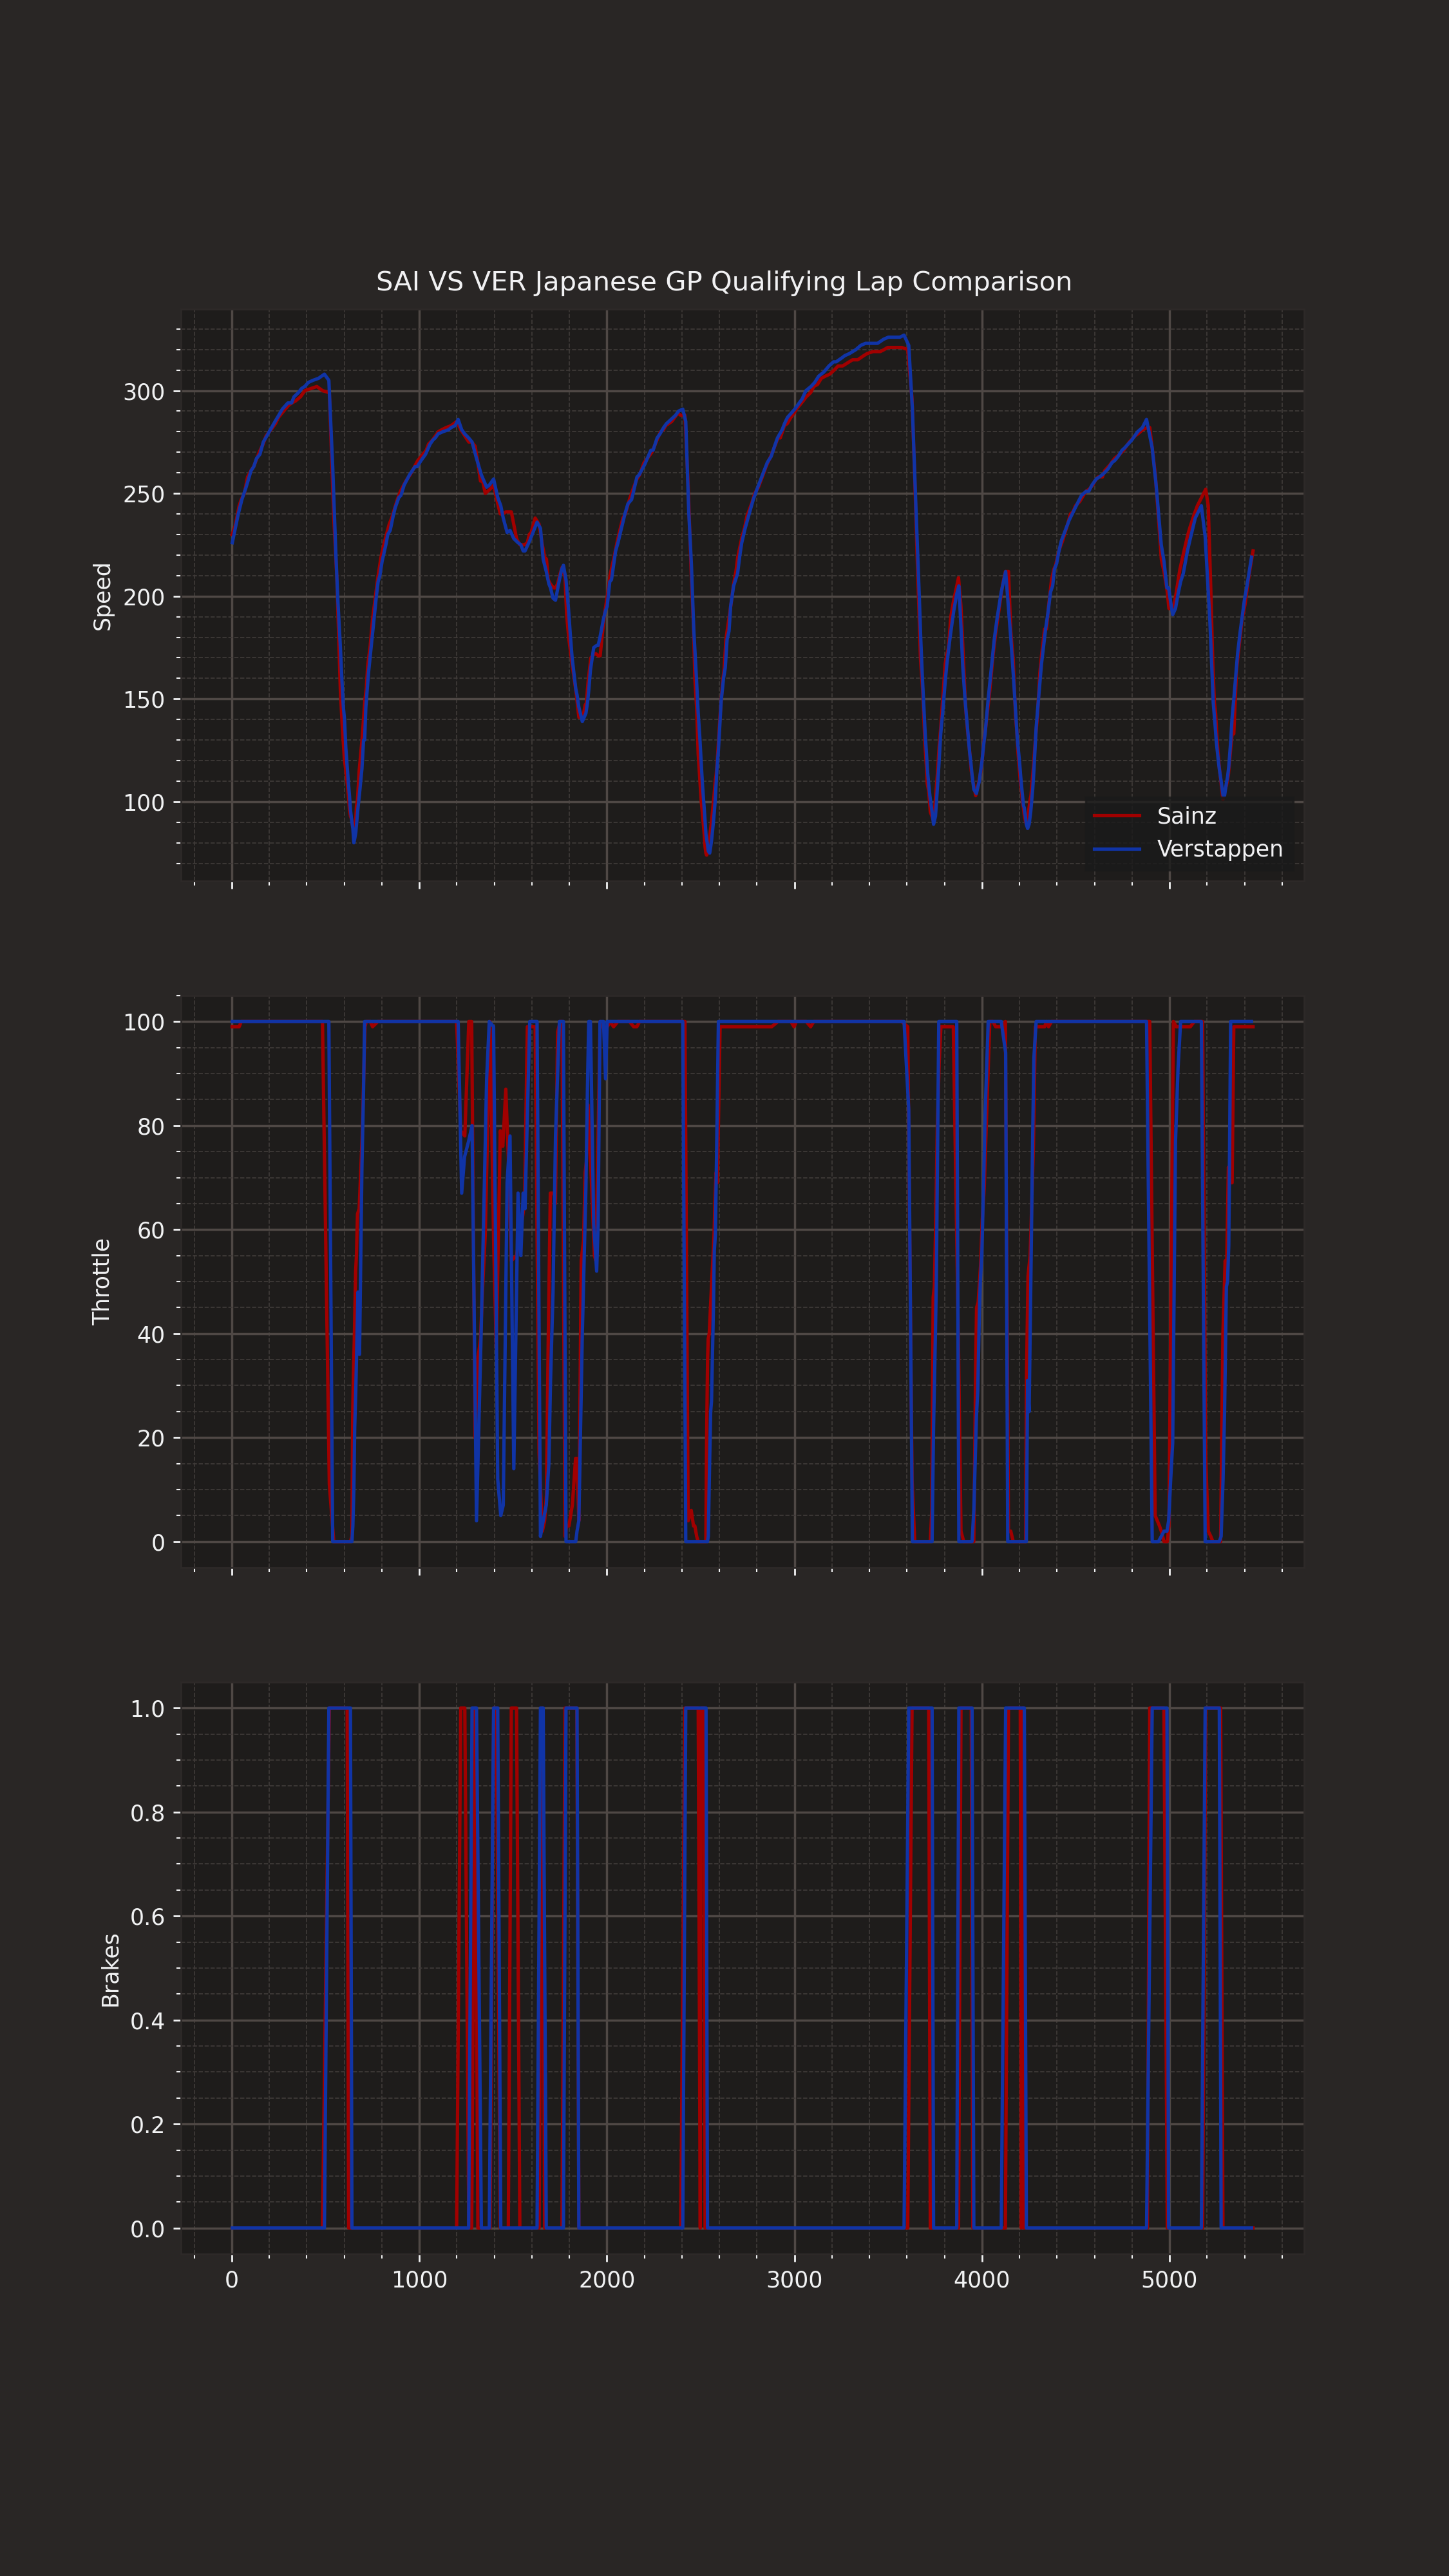 SAI VS VER Japanese GP Qualifying Lap Comparison
300
250
200
150
100
Speed
Sainz
Verstappen
100
80
60
40
20
0
Throttle
1.0
0.8
0.6
0.4
0.2
0.0
Brakes
0 1000 2000 3000 4000 5000